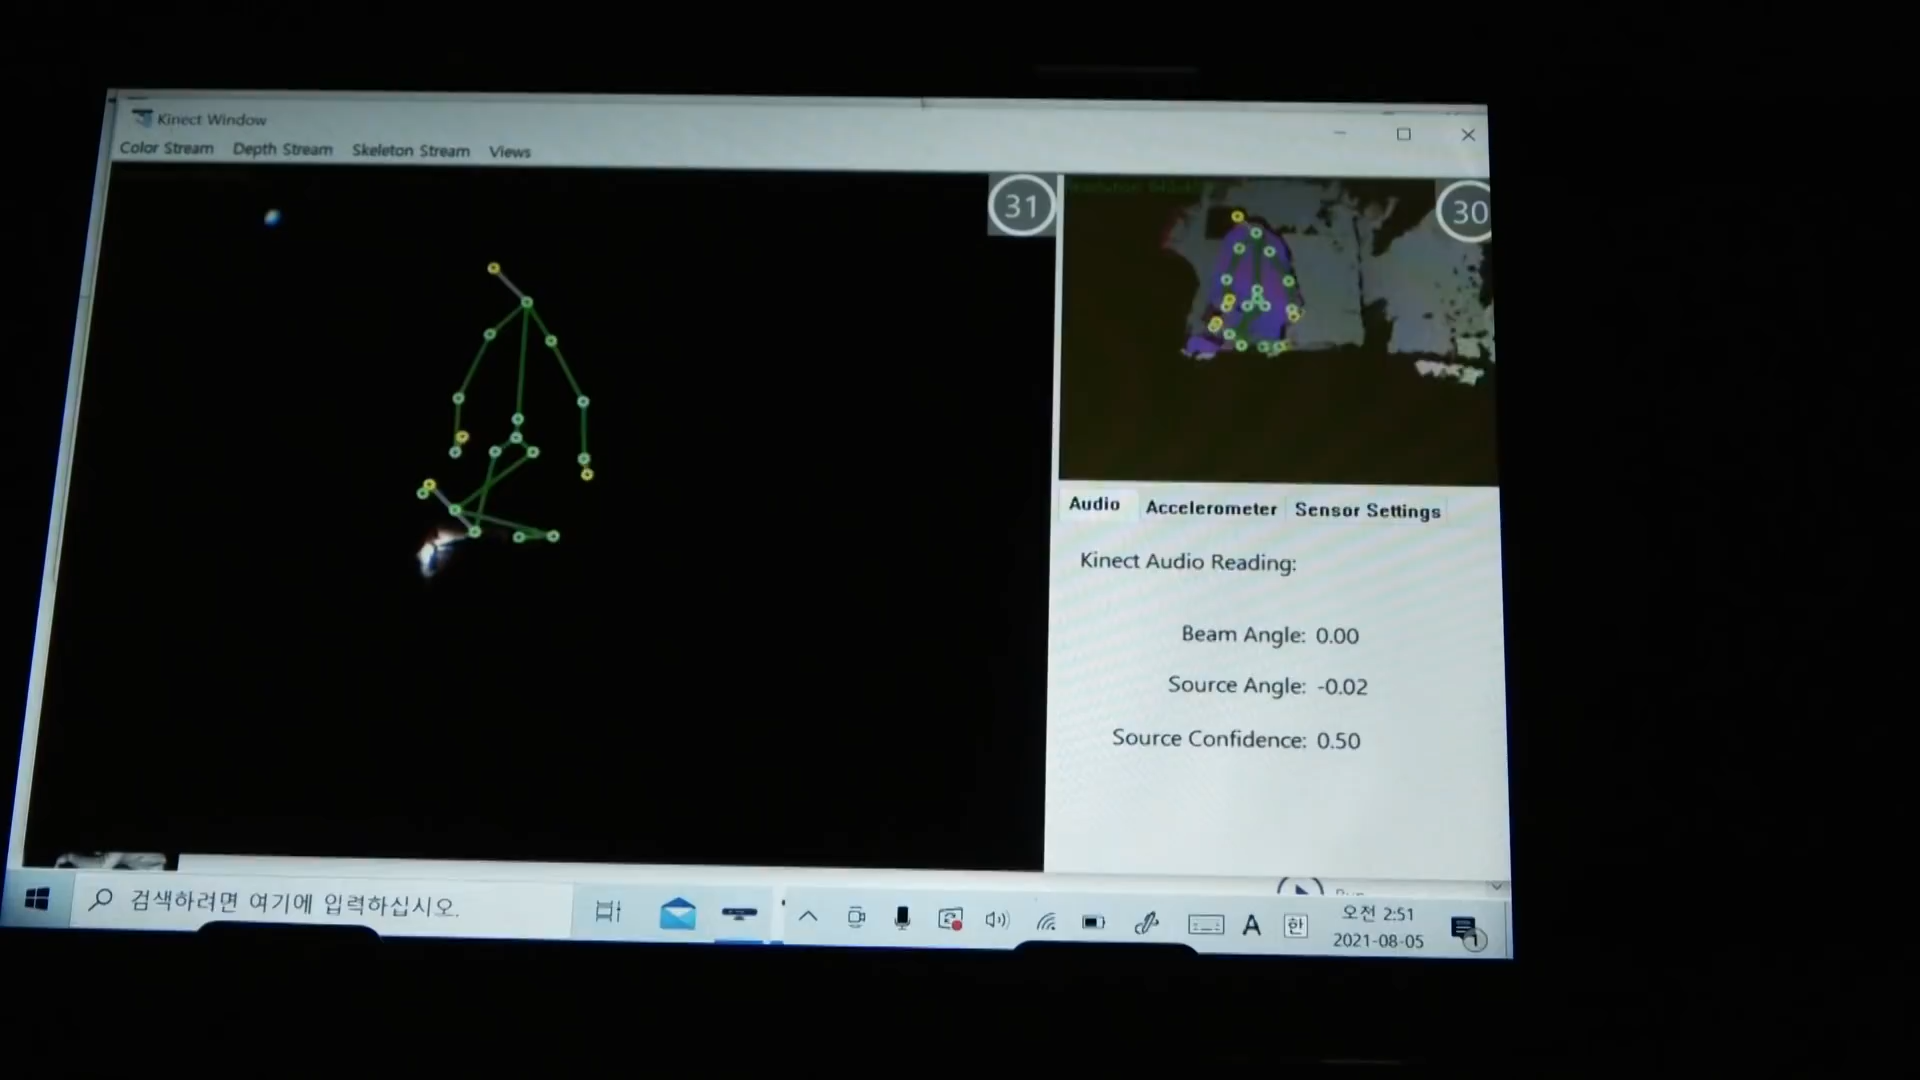 Kinect Window
Color Stream Depth Stream Skeleton Stream Views
31
30
Audio Accelerometer Sensor Settings
Kinect Audio Reading:
Beam Angle: 0.00
Source Angle: -0.02
Source Confidence: 0.50
검색하려면 여기에 입력하십시오.
A 한
오전 2:51
2021-08-05
1